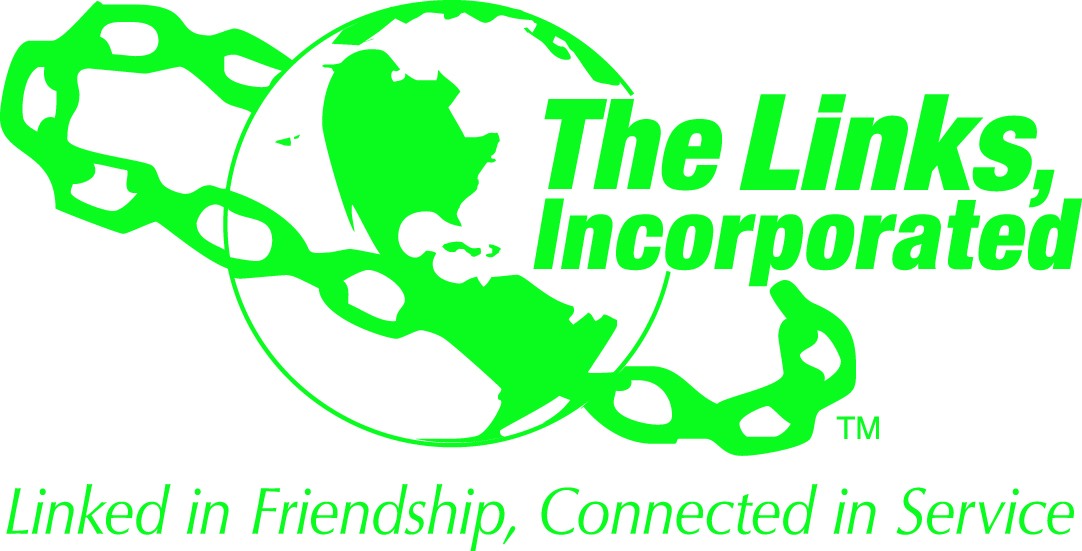 The Links,
Incorporated
TM
Linked in Friendship, Connected in Service